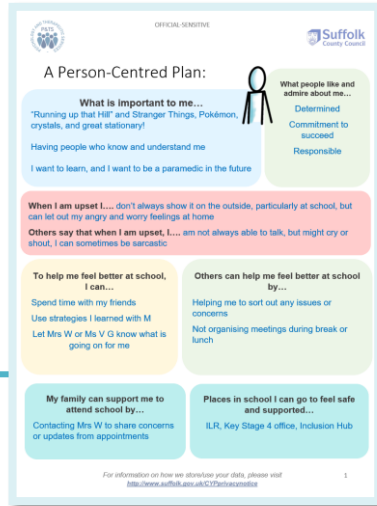 OFFICIAL-SENSITIVE
P&TS
Suffolk
County Council
A Person-Centred Plan:
What is important to me…
"Running up that Hill" and Stranger Things, Pokémon,
crystals, and great stationary!
Having people who know and understand me
I want to learn, and I want to be a paramedic in the future
What people like and
admire about me…
Determined
Commitment to
succeed
Responsible
When I am upset I…. don't always show it on the outside, particularly at school, but
can let out my angry and worry feelings at home
Others say that when I am upset, I…. am not always able to talk, but might cry or
shout, I can sometimes be sarcastic
To help me feel better at school,
I can…
Spend time with my friends
Use strategies I learned with M
Let Mrs W or Ms V G know what is
going on for me
Others can help me feel better at school
by…
Helping me to sort out any issues or
concerns
Not organising meetings during break or
lunch
My family can support me to
attend school by…
Contacting Mrs W to share concerns
or updates from appointments
Places in school I can go to feel safe
and supported…
ILR, Key Stage 4 office, Inclusion Hub
For information on how we store/use your data, please visit
http://www.suffolk.gov.uk/CYPprivacynotice
1